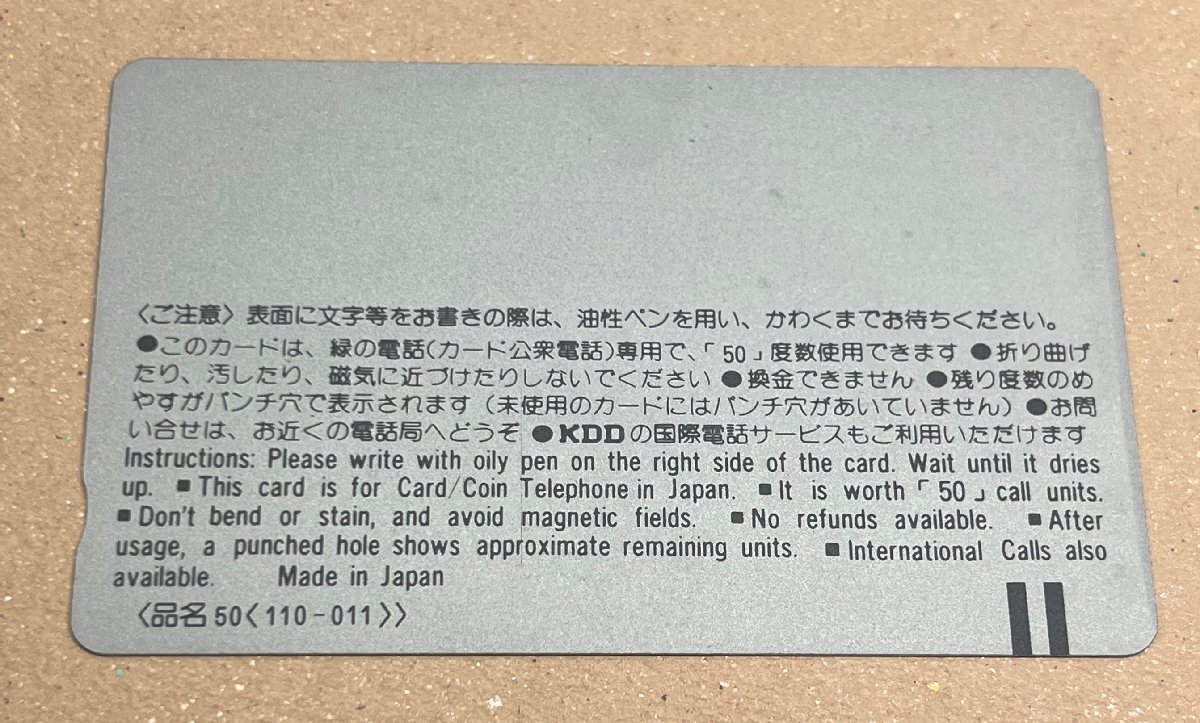 〈ご注意〉表面に文字等をお書きの際は、油性ペンを用い、かわくまでお待ちください。
●このカードは、緑の電話(カード公衆電話)専用で、「50」度数使用できます ●折り曲げ
たり、汚したり、磁気に近づけたりしないでください ●換金できません ●残り度数のめ
やすがパンチ穴で表示されます（未使用のカードにはパンチ穴があいていません）●お問
い合せは、お近くの電話局へどうぞ ●KDDの国際電話サービスもご利用いただけます
Instructions: Please write with oily pen on the right side of the card. Wait until it dries
up. ■This card is for Card/Coin Telephone in Japan. ■It is worth「50」call units.
■Don't bend or stain, and avoid magnetic fields. ■No refunds available. ■After
usage, a punched hole shows approximate remaining units. ■International Calls also
available. Made in Japan
〈品名 50〈110-011〉〉